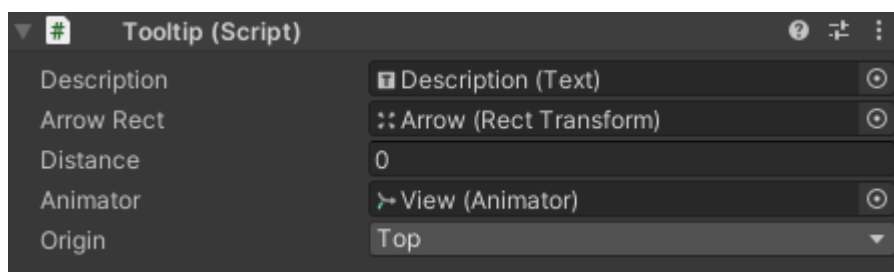 Tooltip (Script)
Description Description (Text)
Arrow Rect Arrow (Rect Transform)
Distance 0
Animator View (Animator)
Origin Top